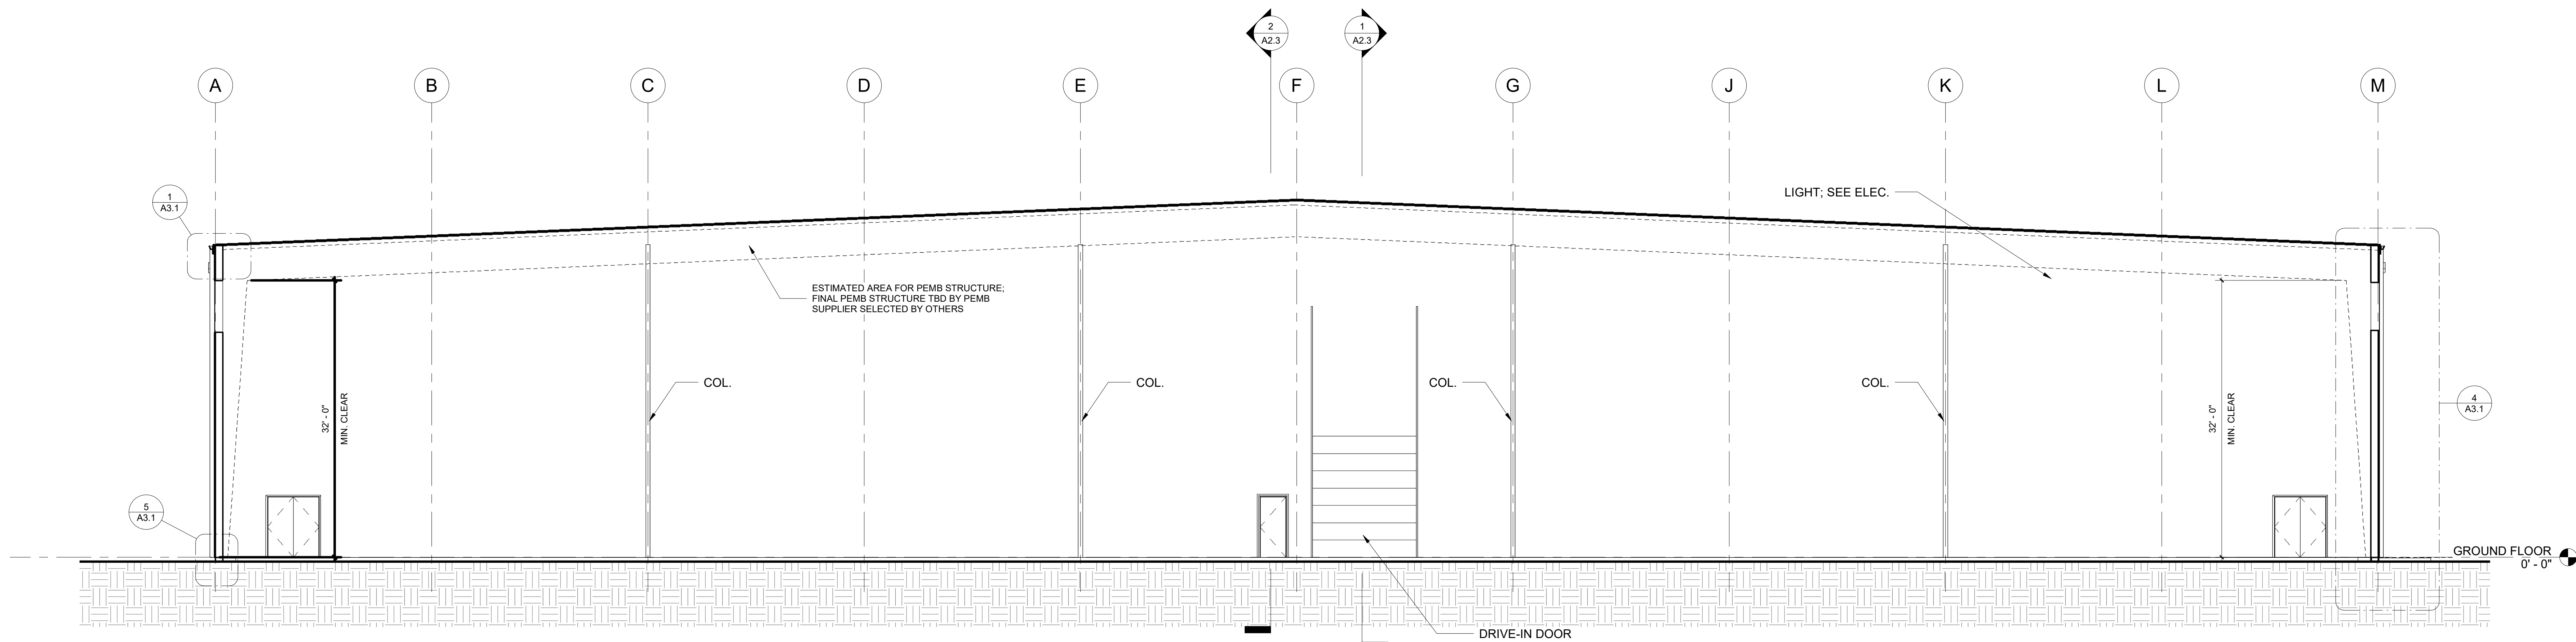 2
A2.3
1
A2.3
A
B
C
D
E
F
G
J
K
L
M
1
A3.1
LIGHT; SEE ELEC.
ESTIMATED AREA FOR PEMB STRUCTURE;
FINAL PEMB STRUCTURE TBD BY PEMB
SUPPLIER SELECTED BY OTHERS
COL.
COL.
COL.
COL.
32' - 0"
MIN. CLEAR
32' - 0"
MIN. CLEAR
4
A3.1
5
A3.1
GROUND FLOOR
0' - 0"
DRIVE-IN DOOR